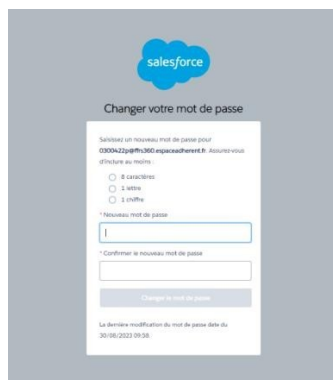 salesforce
Changer votre mot de passe
Saisissez un nouveau mot de passe pour
0300422p@ffrs360.espaceadherent.fr. Assurez-vous
d'inclure au moins :
8 caractères
1 lettre
1 chiffre
* Nouveau mot de passe
* Confirmer le nouveau mot de passe
Changer le mot de passe
La dernière modification du mot de passe date du
30/08/2023 09:38.